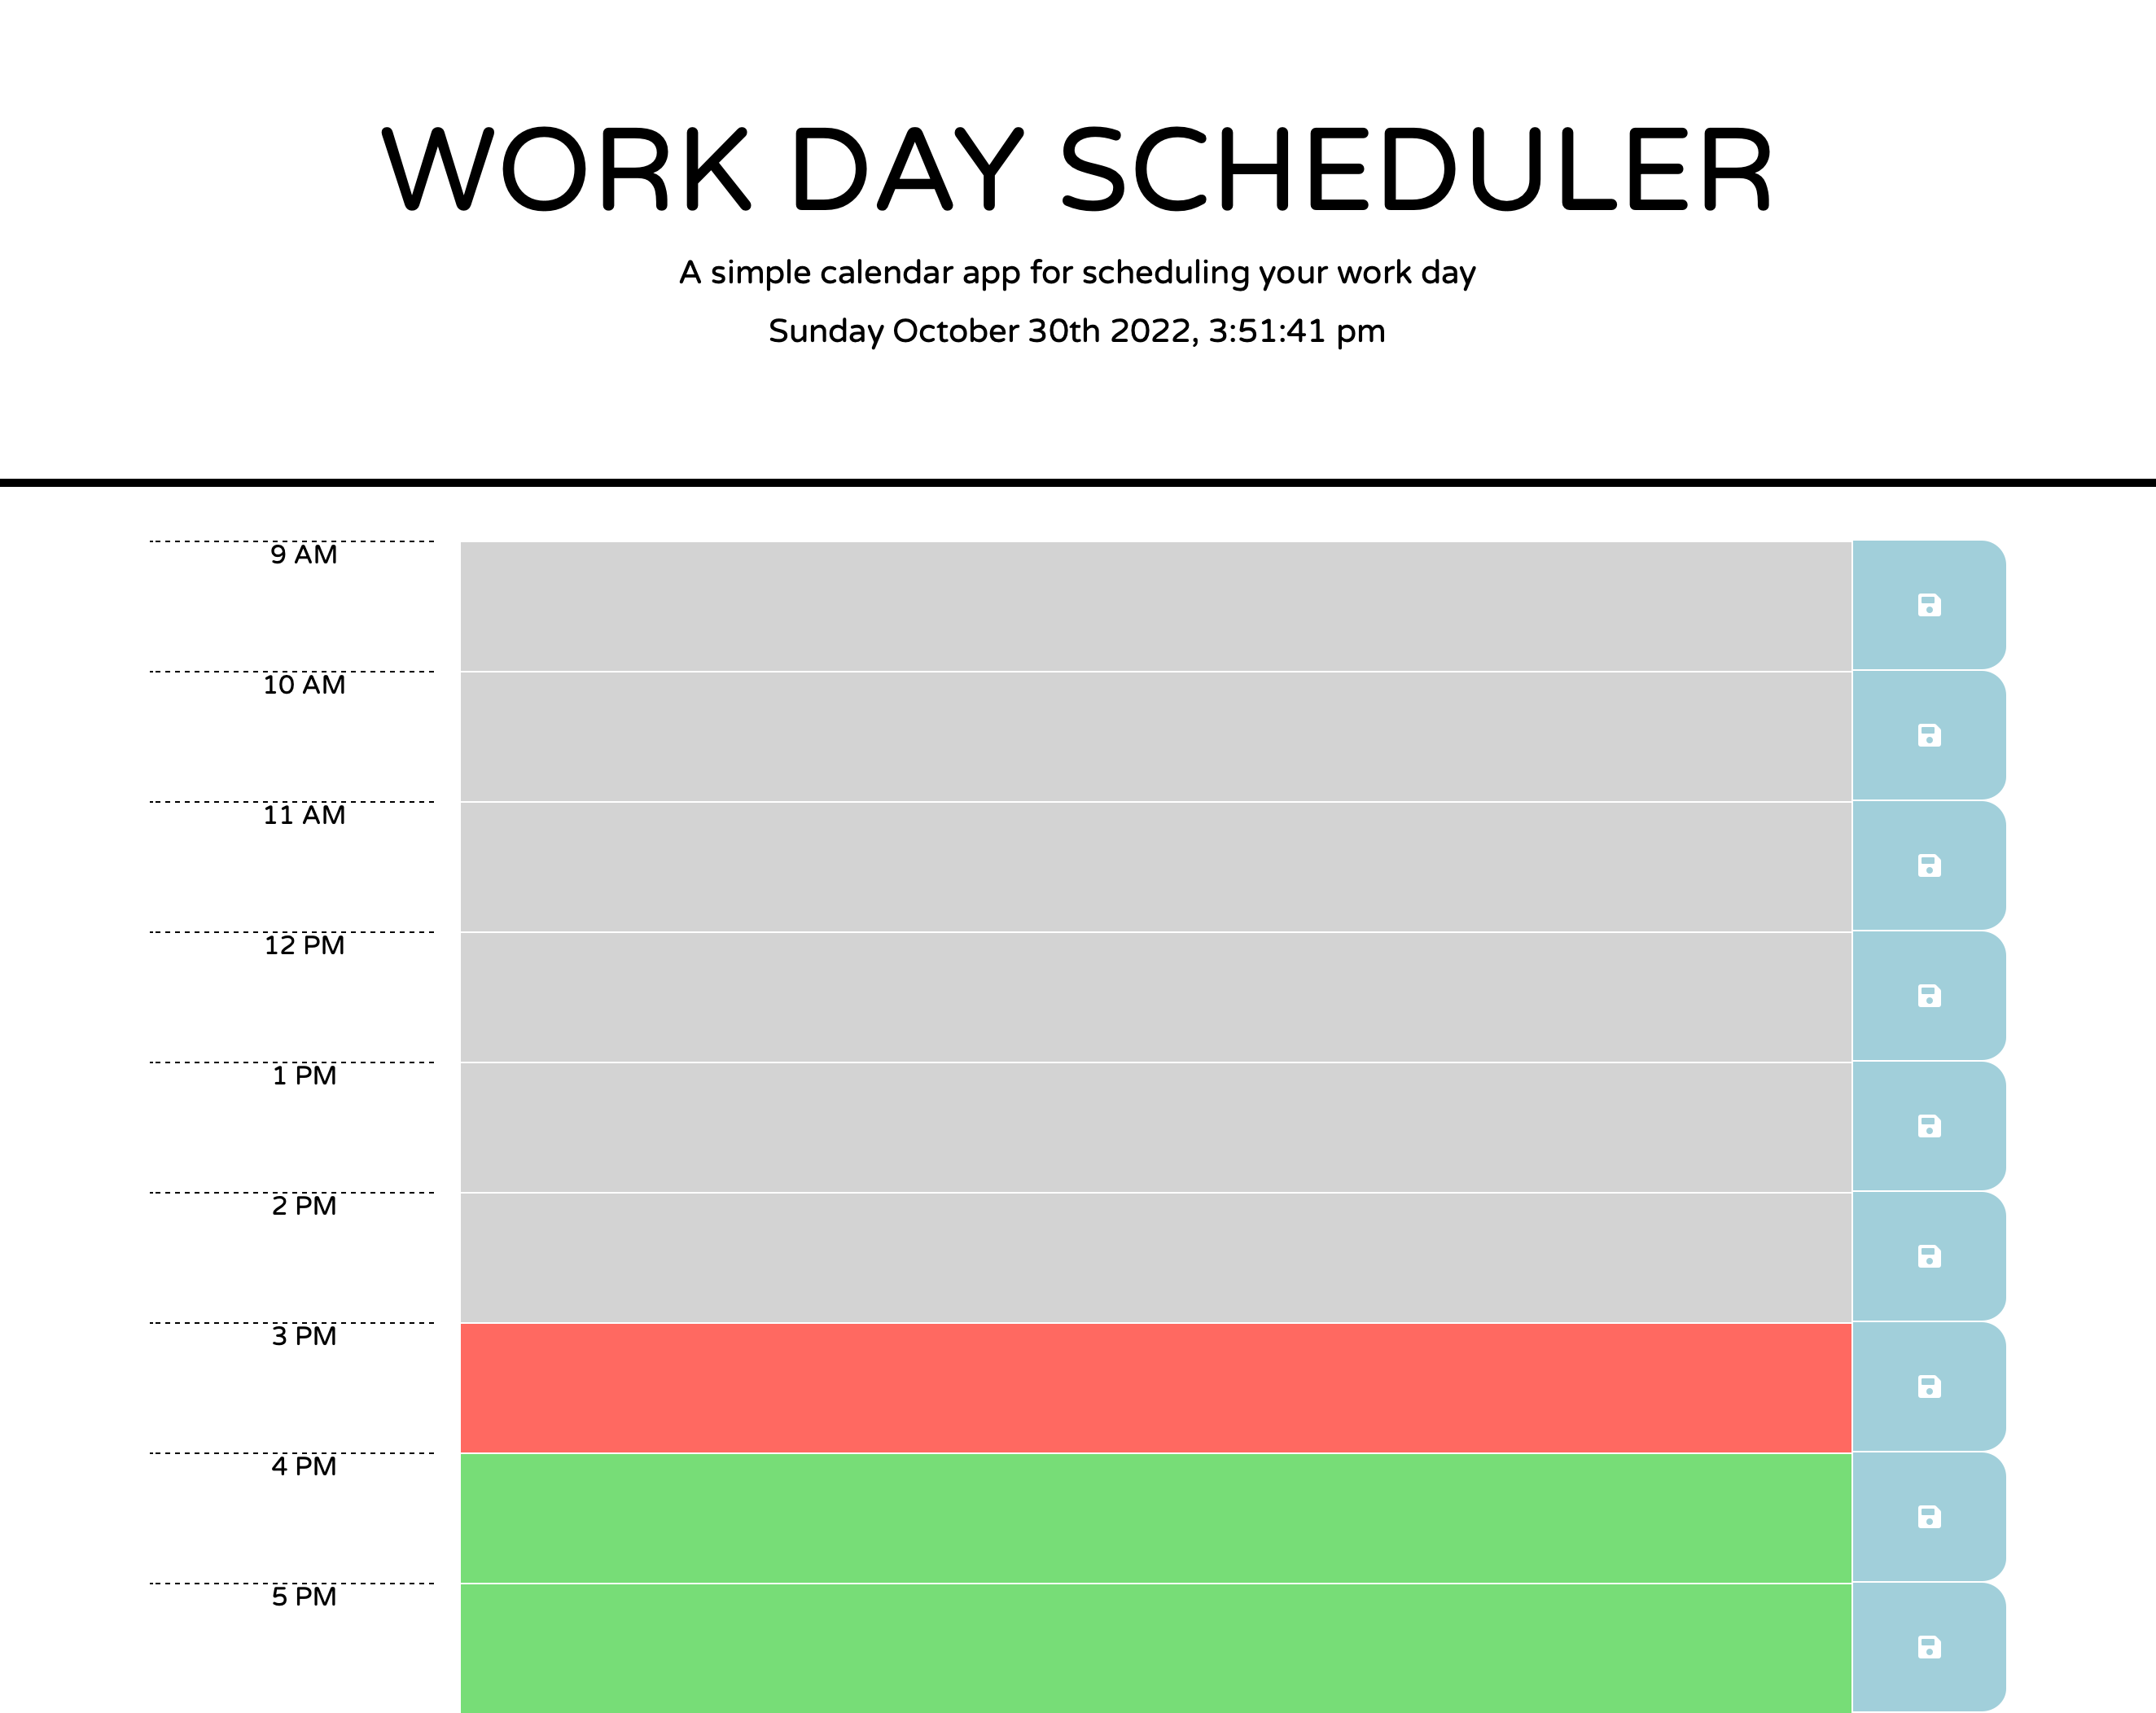 WORK DAY SCHEDULER
A simple calendar app for scheduling your work day
Sunday October 30th 2022, 3:51:41 pm
9 AM
10 AM
11 AM
12 PM
1 PM
2 PM
3 PM
4 PM
5 PM